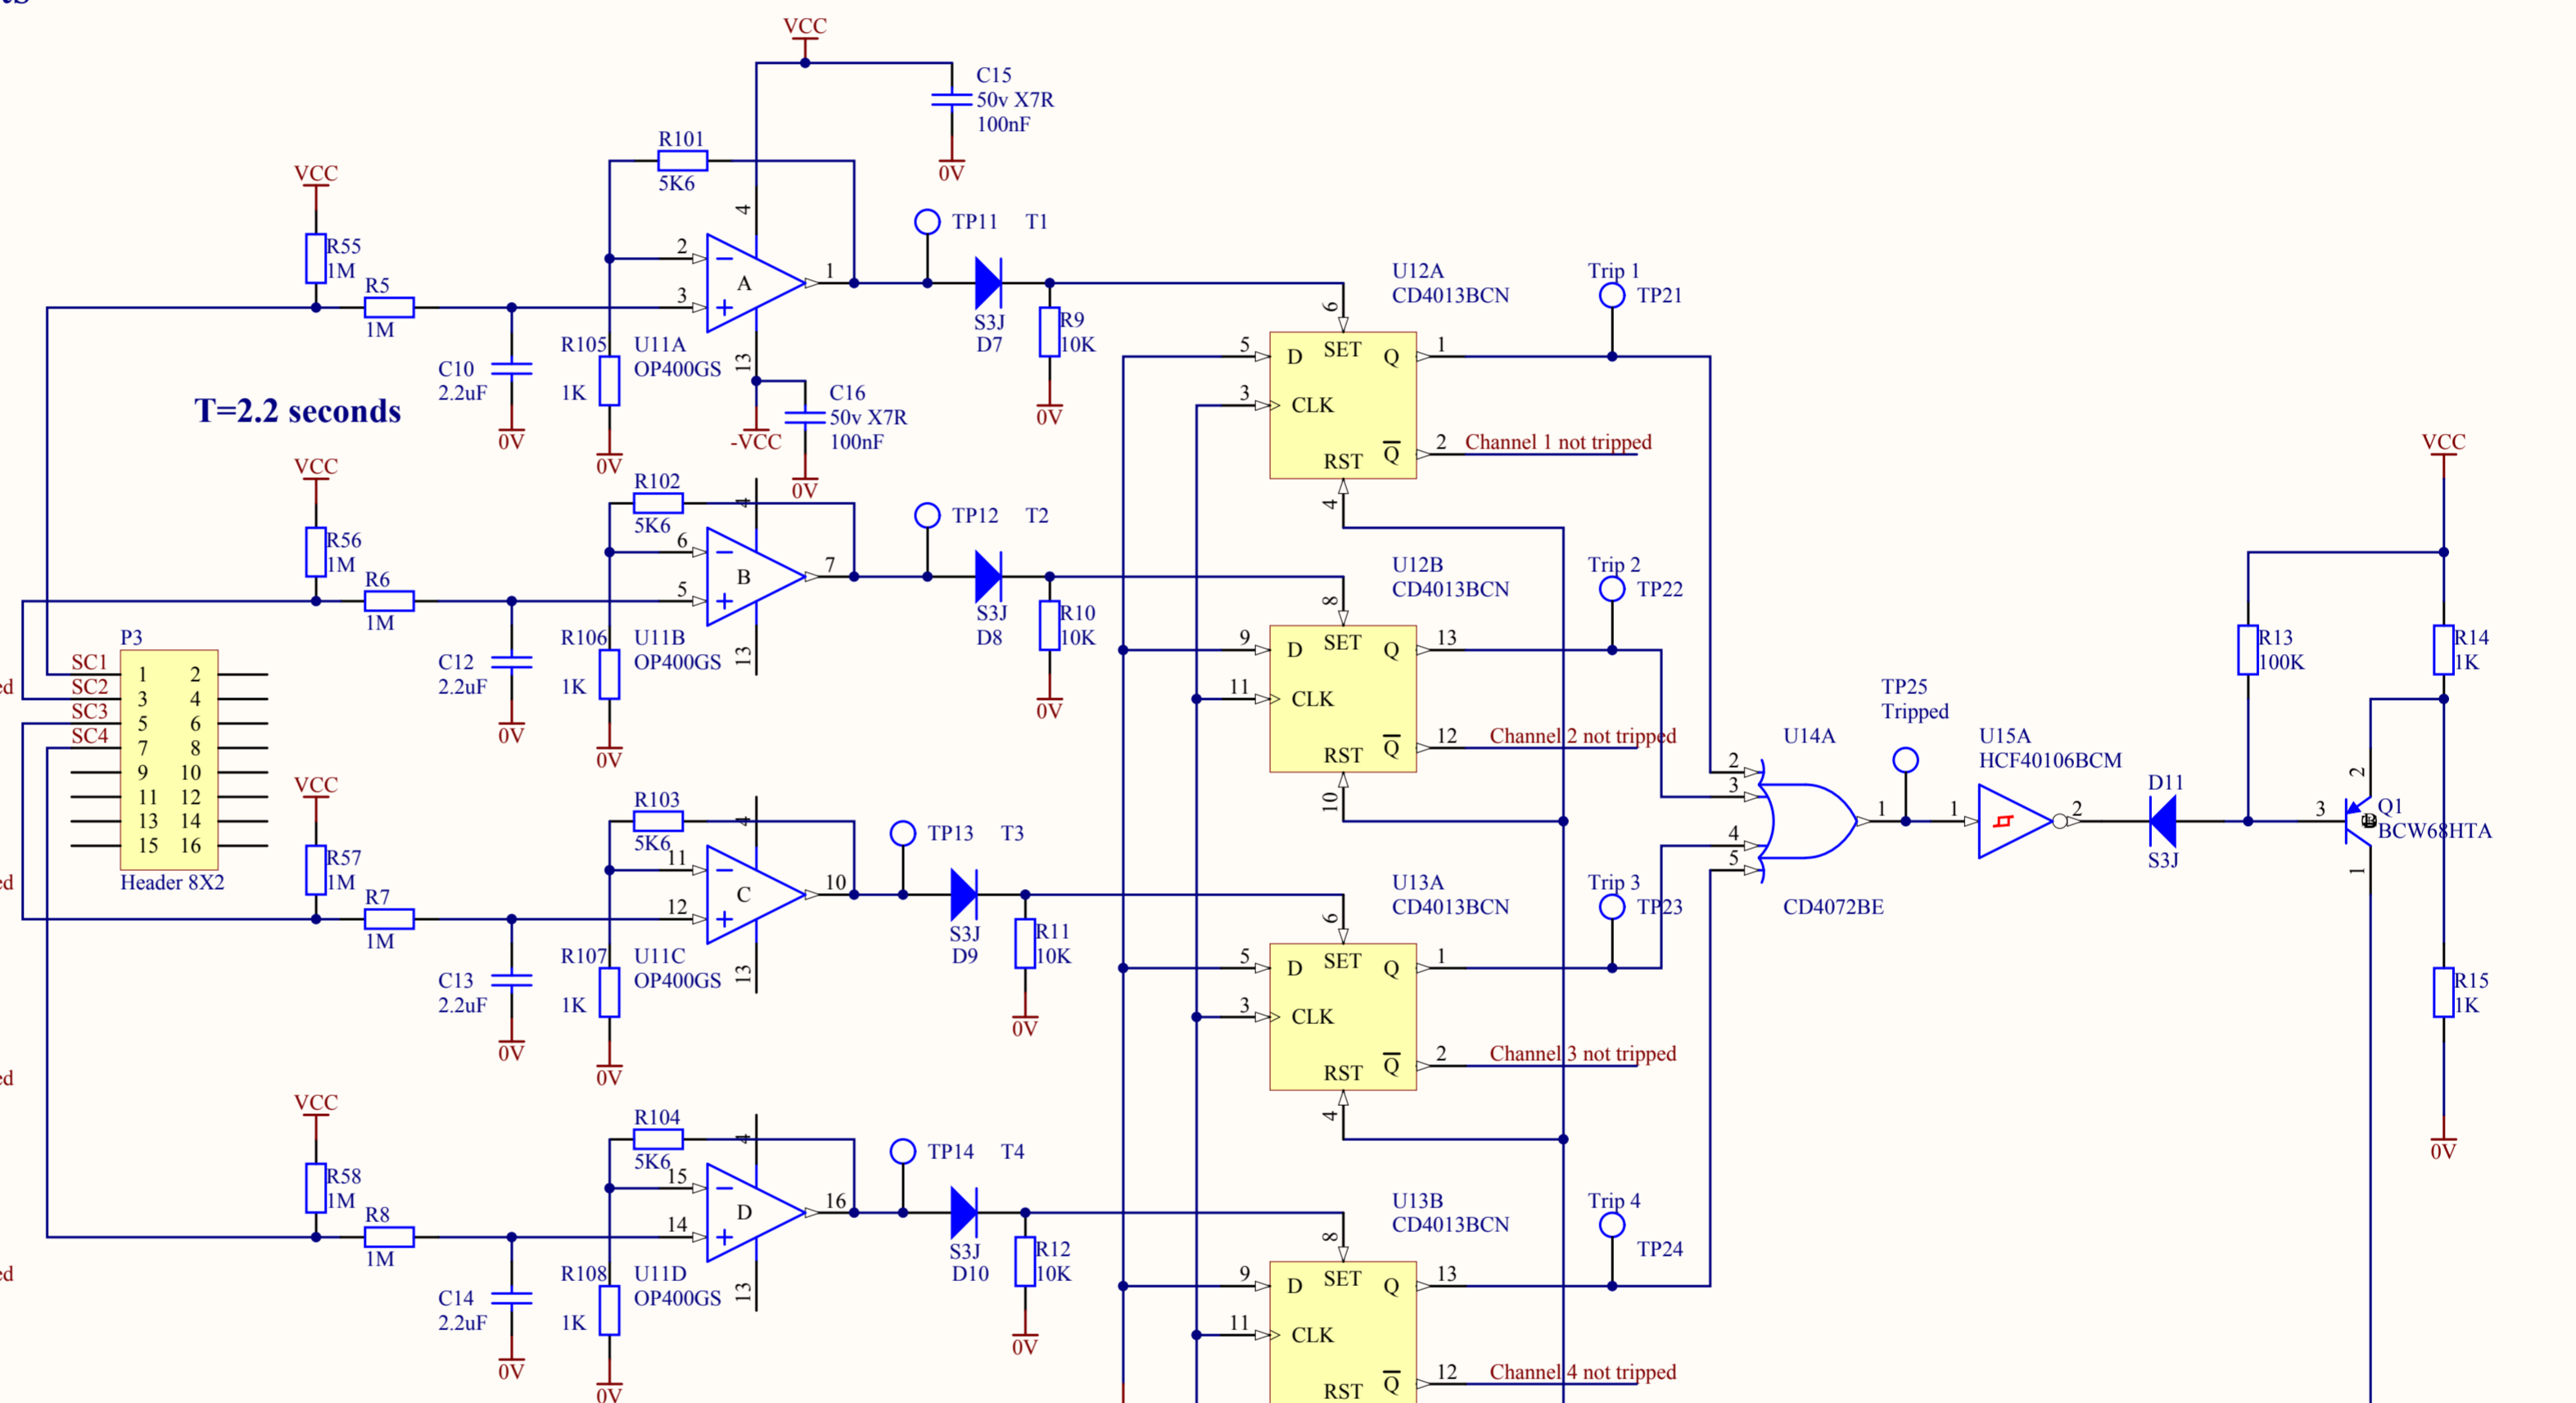 ts
VCC
C15
50v X7R
100nF
0V
R101
5K6
VCC
R55
1M
R5
1M
4
2
3
A
1
13
TP11 T1
S3J
D7
R9
10K
0V
R105
1K
0V
U11A
OP400GS
C10
2.2uF
0V
T=2.2 seconds
C16
50v X7R
100nF
-VCC
0V
U12A
CD4013BCN
6
5 D SET Q 1
3 CLK
RST Q 2 Channel 1 not tripped
4
Trip 1
TP21
VCC
R56
1M
R6
1M
R102
5K6
4
6
5
B
7
13
TP12 T2
S3J
D8
R10
10K
0V
R106
1K
0V
U11B
OP400GS
C12
2.2uF
0V
U12B
CD4013BCN
8
9 D SET Q 13
11 CLK
RST Q 12 Channel 2 not tripped
10
Trip 2
TP22
P3
SC1 1 2
SC2 3 4
SC3 5 6
SC4 7 8
9 10
11 12
13 14
15 16
Header 8X2
ed
ed
ed
ed
VCC
R57
1M
R7
1M
R103
5K6
4
11
12
C
10
13
TP13 T3
S3J
D9
R11
10K
0V
R107
1K
0V
U11C
OP400GS
C13
2.2uF
0V
U13A
CD4013BCN
6
5 D SET Q 1
3 CLK
RST Q 2 Channel 3 not tripped
4
Trip 3
TP23
VCC
R58
1M
R8
1M
R104
5K6
4
15
14
D
16
13
TP14 T4
S3J
D10
R12
10K
0V
R108
1K
0V
U11D
OP400GS
C14
2.2uF
0V
U13B
CD4013BCN
8
9 D SET Q 13
11 CLK
RST Q 12 Channel 4 not tripped
Trip 4
TP24
U14A
2
3
4
5
1
CD4072BE
TP25
Tripped
U15A
HCF40106BCM
1
2
D11
S3J
VCC
R13
100K
R14
1K
3
2
1
Q1
BCW68HTA
R15
1K
0V